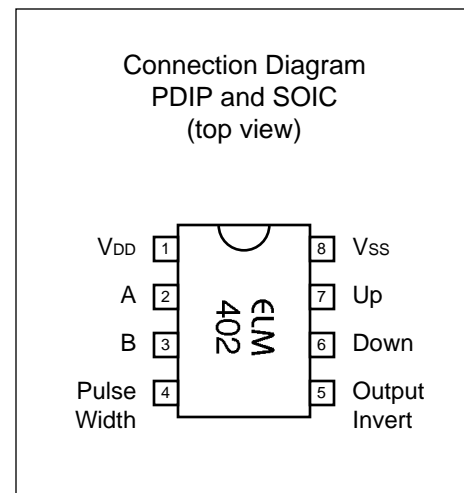 Connection Diagram
PDIP and SOIC
(top view)
VDD 1 8 VSS
A 2 7 Up
B 3 6 Down
Pulse Width 4 5 Output Invert
ELM
402